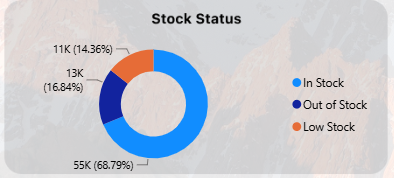 Stock Status
11K (14.36%)
13K
(16.84%)
In Stock
Out of Stock
Low Stock
55K (68.79%)